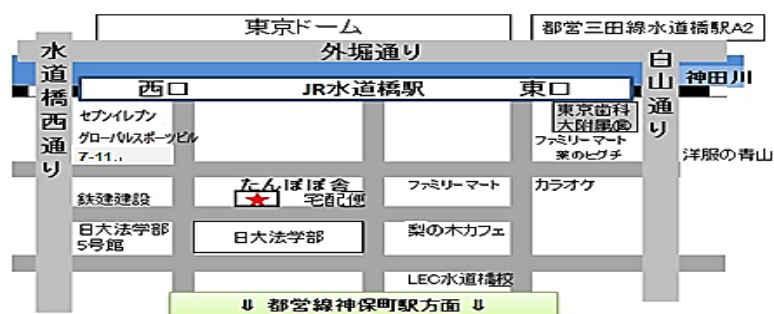 東京ドーム
都営三田線水道橋駅A2
外堀通り
水道橋西通り
白山通り
神田川
西口
JR水道橋駅
東口
セブンイレブン
グローバルスポーツビル
7-11.,
東京歯科
大附属㊩
ファミリーマート
薬のヒグチ
洋服の青山
鉄建建設
たんぽぽ舎
★ 宅配便
ファミリーマート
カラオケ
日大法学部
5号館
日大法学部
梨の木カフェ
LEC水道橋校
⇓ 都営線神保町駅方面 ⇓